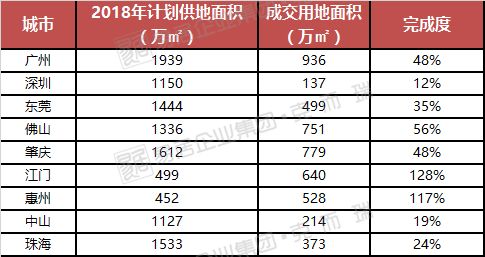 城市 2018年计划供地面积（万㎡） 成交用地面积（万㎡） 完成度
广州 1939 936 48%
深圳 1150 137 12%
东莞 1444 499 35%
佛山 1336 751 56%
肇庆 1612 779 48%
江门 499 640 128%
惠州 452 528 117%
中山 1127 214 19%
珠海 1533 373 24%